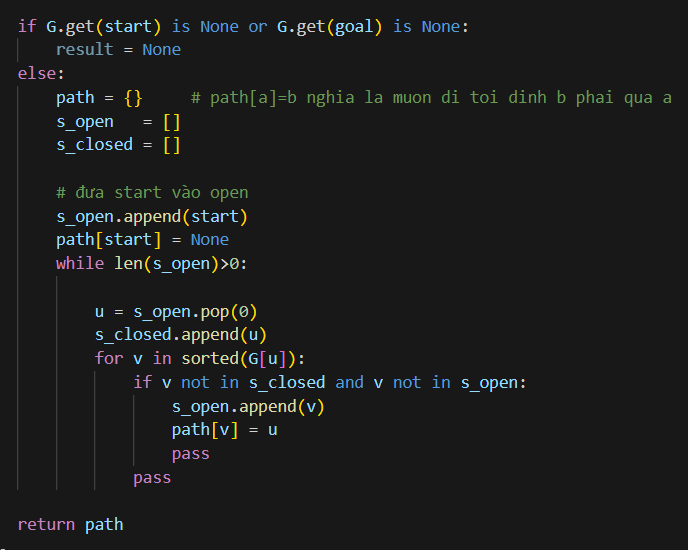 if G.get(start) is None or G.get(goal) is None:
    result = None
else:
    path = {}     # path[a]=b nghia la muon di toi dinh b phai qua a
    s_open   = []
    s_closed = []

    # đưa start vào open
    s_open.append(start)
    path[start] = None
    while len(s_open)>0:

        u = s_open.pop(0)
        s_closed.append(u)
        for v in sorted(G[u]):
            if v not in s_closed and v not in s_open:
                s_open.append(v)
                path[v] = u
                pass
            pass

return path